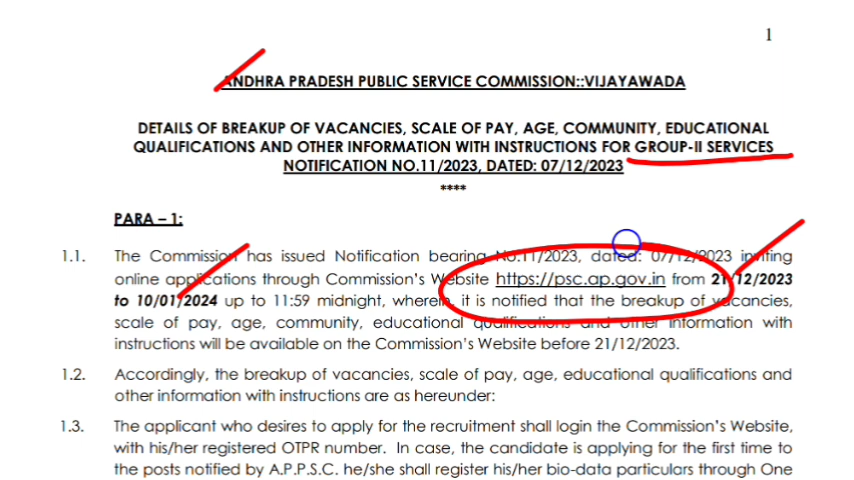 1
ANDHRA PRADESH PUBLIC SERVICE COMMISSION::VIJAYAWADA
DETAILS OF BREAKUP OF VACANCIES, SCALE OF PAY, AGE, COMMUNITY, EDUCATIONAL
QUALIFICATIONS AND OTHER INFORMATION WITH INSTRUCTIONS FOR GROUP-II SERVICES
NOTIFICATION NO.11/2023, DATED: 07/12/2023
****
PARA – 1:
1.1. The Commission has issued Notification bearing No.11/2023, dated: 07/12/2023 inviting
online applications through Commission's Website https://psc.ap.gov.in from 21/12/2023
to 10/01/2024 up to 11:59 midnight, wherein, it is notified that the breakup of vacancies,
scale of pay, age, community, educational qualifications and other information with
instructions will be available on the Commission's Website before 21/12/2023.
1.2. Accordingly, the breakup of vacancies, scale of pay, age, educational qualifications and
other information with instructions are as hereunder:
1.3. The applicant who desires to apply for the recruitment shall login the Commission's Website,
with his/her registered OTPR number. In case, the candidate is applying for the first time to
the posts notified by A.P.P.S.C. he/she shall register his/her bio-data particulars through One